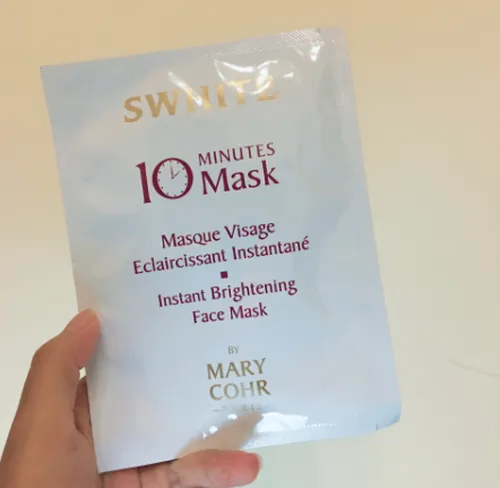 SWHITE
10 MINUTES
Mask
Masque Visage
Eclaircissant Instantané
Instant Brightening
Face Mask
BY
MARY
COHR